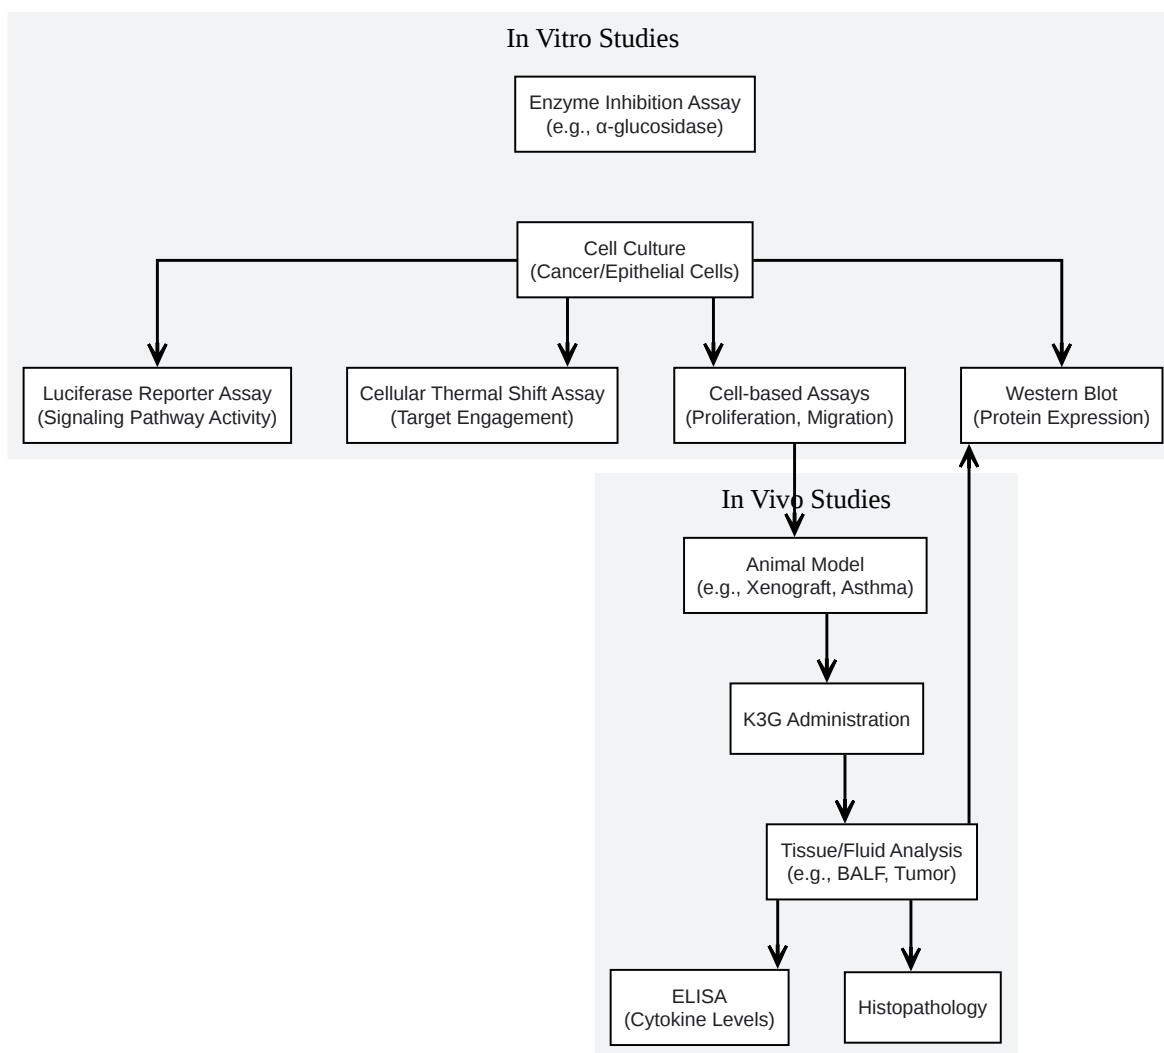 In Vitro Studies
Enzyme Inhibition Assay
(e.g., α-glucosidase)
Cell Culture
(Cancer/Epithelial Cells)
Luciferase Reporter Assay
(Signaling Pathway Activity)
Cellular Thermal Shift Assay
(Target Engagement)
Cell-based Assays
(Proliferation, Migration)
Western Blot
(Protein Expression)
In Vivo Studies
Animal Model
(e.g., Xenograft, Asthma)
K3G Administration
Tissue/Fluid Analysis
(e.g., BALF, Tumor)
ELISA
(Cytokine Levels)
Histopathology